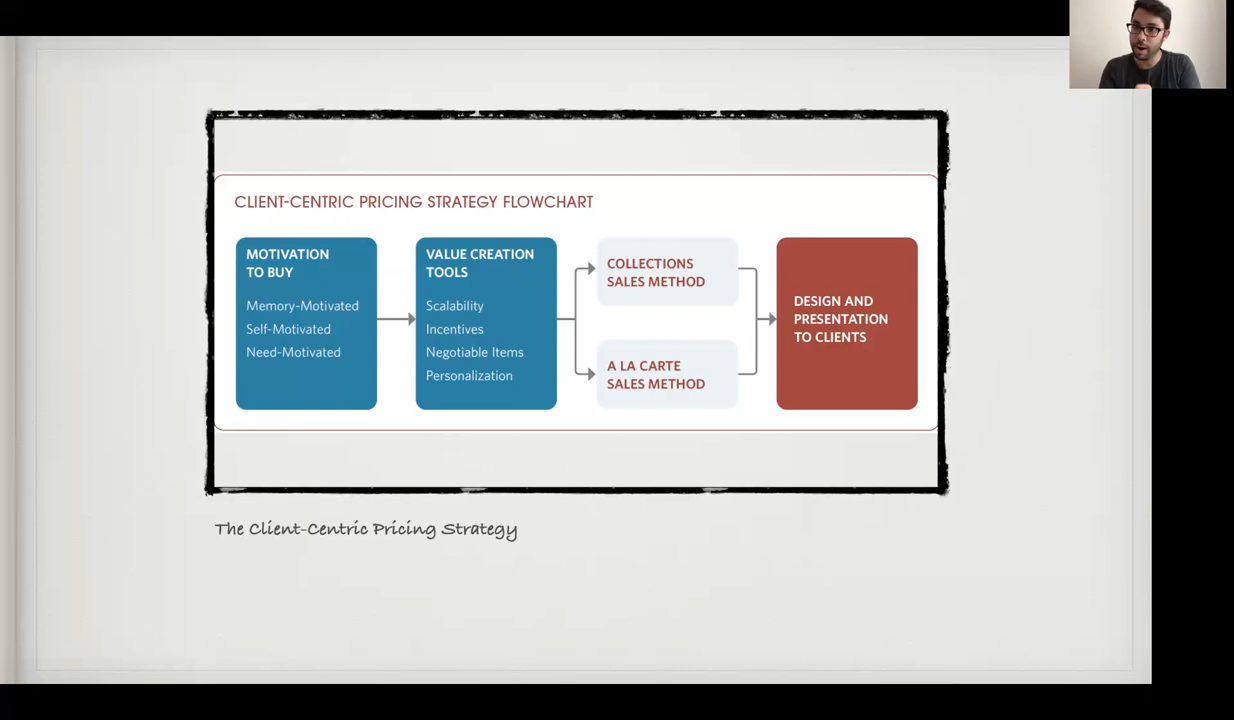 CLIENT-CENTRIC PRICING STRATEGY FLOWCHART
MOTIVATION
TO BUY
Memory-Motivated
Self-Motivated
Need-Motivated
VALUE CREATION
TOOLS
Scalability
Incentives
Negotiable Items
Personalization
COLLECTIONS
SALES METHOD
A LA CARTE
SALES METHOD
DESIGN AND
PRESENTATION
TO CLIENTS
The Client-Centric Pricing Strategy